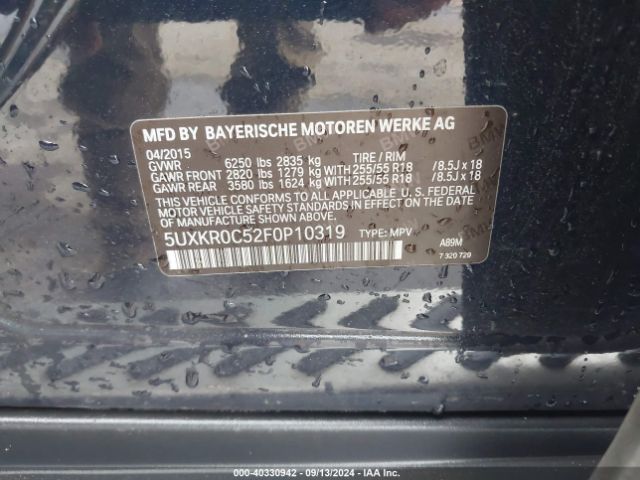 MFD BY BAYERISCHE MOTOREN WERKE AG
04/2015
GVWR 6250 lbs 2835 kg TIRE / RIM
GAWR FRONT 2820 lbs 1279 kg WITH 255/55 R18 /8.5J x 18
GAWR REAR 3580 lbs 1624 kg WITH 255/55 R18 /8.5J x 18
THIS VEHICLE CONFORMS TO ALL APPLICABLE U. S. FEDERAL
MOTOR VEHICLE SAFETY STANDARDS IN EFFECT ON THE DATE OF
MANUFACTURE SHOWN ABOVE.
5UXKR0C52F0P10319 TYPE: MPV A89M
7 320 720
000-40330942 - 09/13/2024 - IAA Inc.